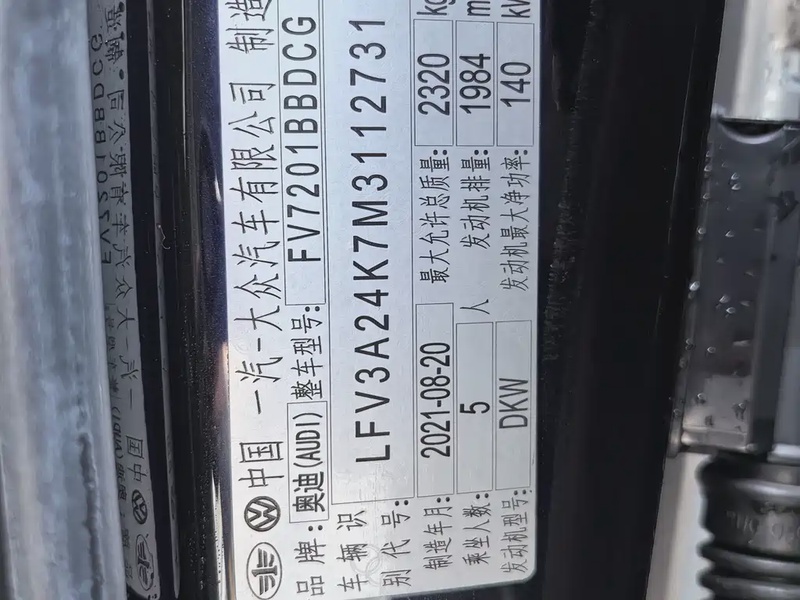 中国 一汽-大众汽车有限公司 制造
品牌:奥迪(AUDI) 整车型号: FV7201BBDCG
车辆识别代号: LFV3A24K7M3112731
制造年月: 2021-08-20 最大允许总质量: 2320 kg
乘坐人数: 5 人 发动机排量: 1984 m
发动机型号: DKW 发动机最大净功率: 140 kW